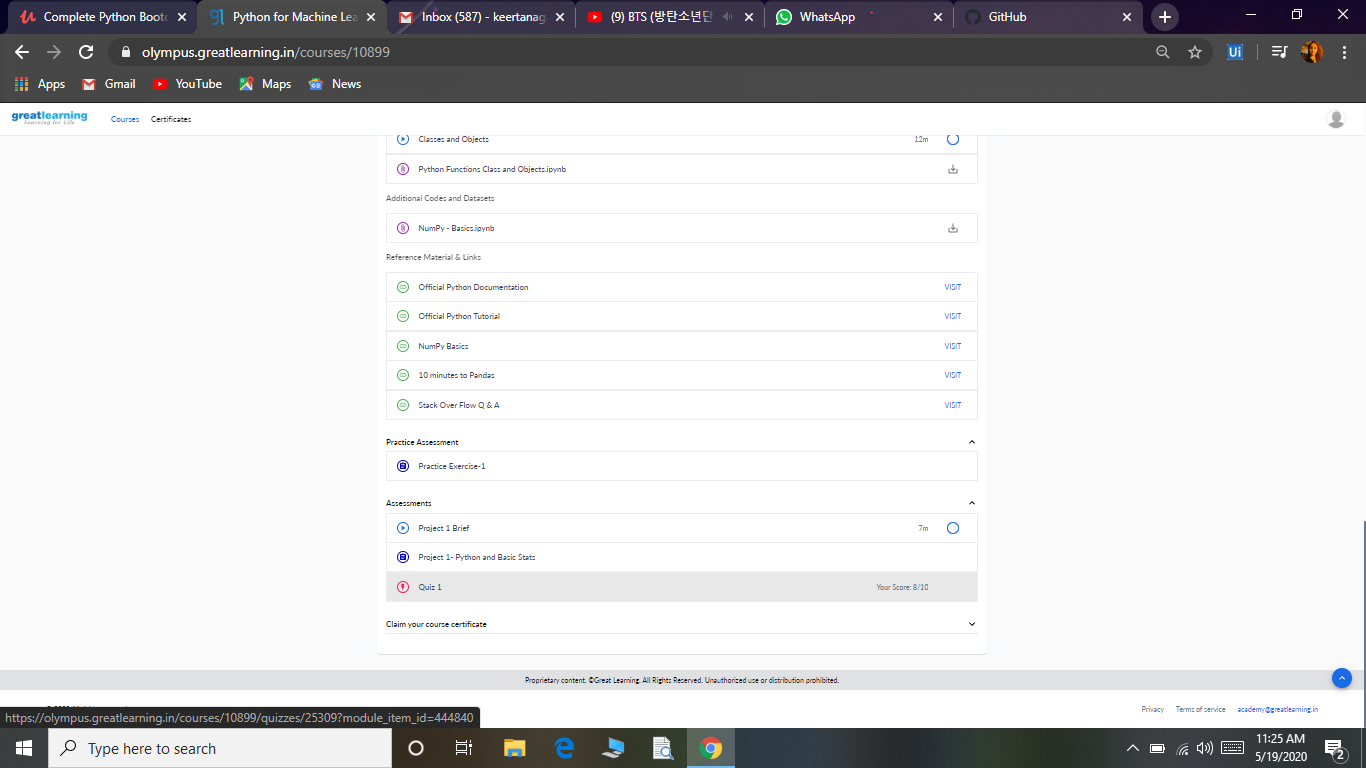 Complete Python Bootc
Python for Machine Lea
Inbox (587) - keertanag
(9) BTS (방탄소년단
WhatsApp
GitHub
olympus.greatlearning.in/courses/10899
Ui
Apps
Gmail
YouTube
Maps
News
greatlearning
Learning for Life
Courses
Certificates
Classes and Objects 12m
Python Functions Class and Objects.ipynb
Additional Codes and Datasets
NumPy - Basics.ipynb
Reference Material & Links
Official Python Documentation VISIT
Official Python Tutorial VISIT
NumPy Basics VISIT
10 minutes to Pandas VISIT
Stack Over Flow Q & A VISIT
Practice Assessment
Practice Exercise-1
Assessments
Project 1 Brief 7m
Project 1- Python and Basic Stats
Quiz 1 Your Score: 8/10
Claim your course certificate
Proprietary content. ©Great Learning. All Rights Reserved. Unauthorized use or distribution prohibited.
Privacy Terms of service academy@greatlearning.in
https://olympus.greatlearning.in/courses/10899/quizzes/25309?module_item_id=444840
Type here to search
11:25 AM
5/19/2020
2